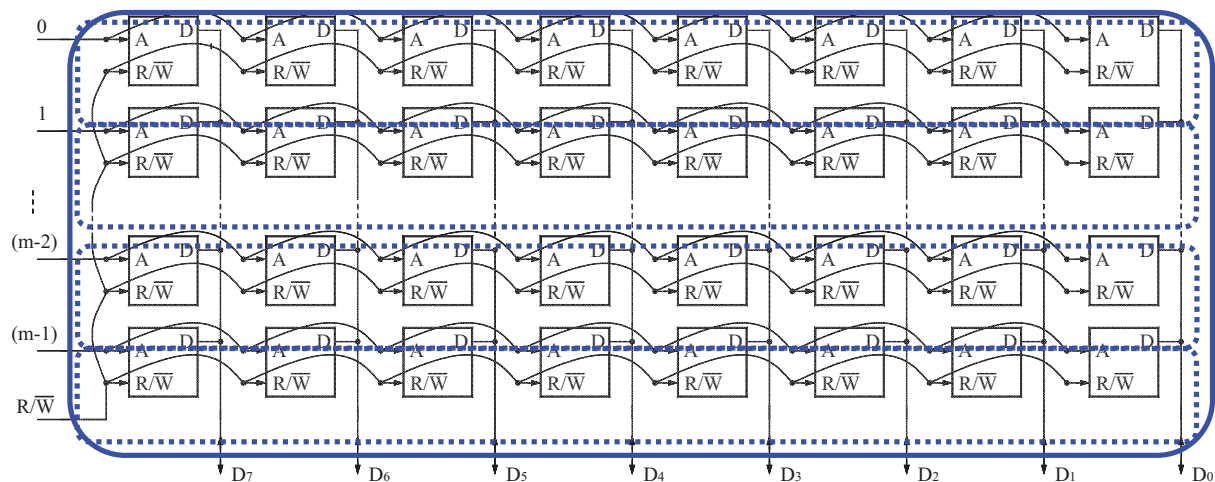 0 A D A D A D A D A D A D A D A D
R/W̅ R/W̅ R/W̅ R/W̅ R/W̅ R/W̅ R/W̅ R/W̅
1 A D A D A D A D A D A D A D A D
R/W̅ R/W̅ R/W̅ R/W̅ R/W̅ R/W̅ R/W̅ R/W̅
(m-2) A D A D A D A D A D A D A D A D
R/W̅ R/W̅ R/W̅ R/W̅ R/W̅ R/W̅ R/W̅ R/W̅
(m-1) A D A D A D A D A D A D A D A D
R/W̅ R/W̅ R/W̅ R/W̅ R/W̅ R/W̅ R/W̅ R/W̅
R/W̅
D₇ D₆ D₅ D₄ D₃ D₂ D₁ D₀